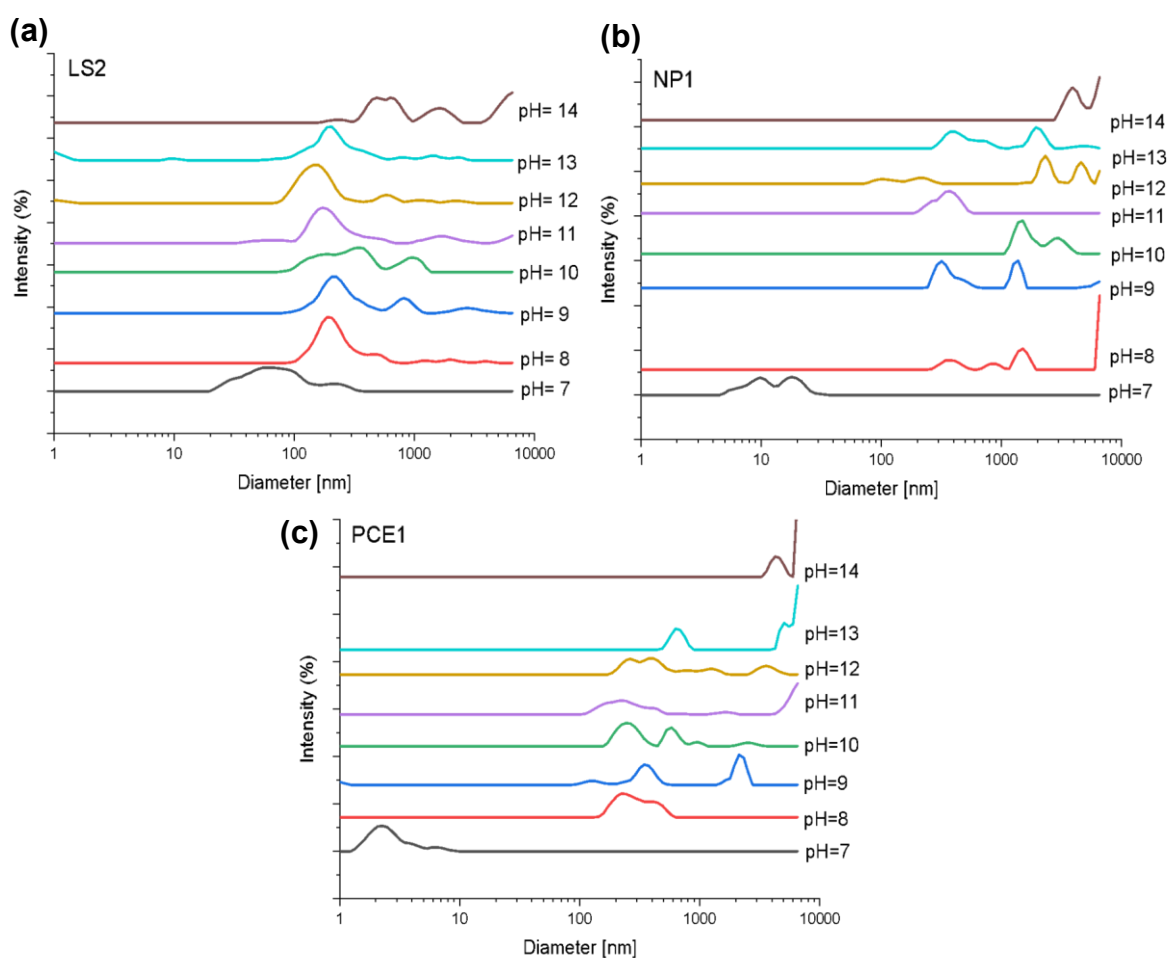 (a)
LS2
Intensity (%)
pH= 14
pH= 13
pH= 12
pH= 11
pH= 10
pH= 9
pH= 8
pH= 7
1 10 100 1000 10000
Diameter [nm]
(b)
NP1
Intensity (%)
pH=14
pH=13
pH=12
pH=11
pH=10
pH=9
pH=8
pH=7
1 10 100 1000 10000
Diameter [nm]
(c)
PCE1
Intensity (%)
pH=14
pH=13
pH=12
pH=11
pH=10
pH=9
pH=8
pH=7
1 10 100 1000 10000
Diameter [nm]